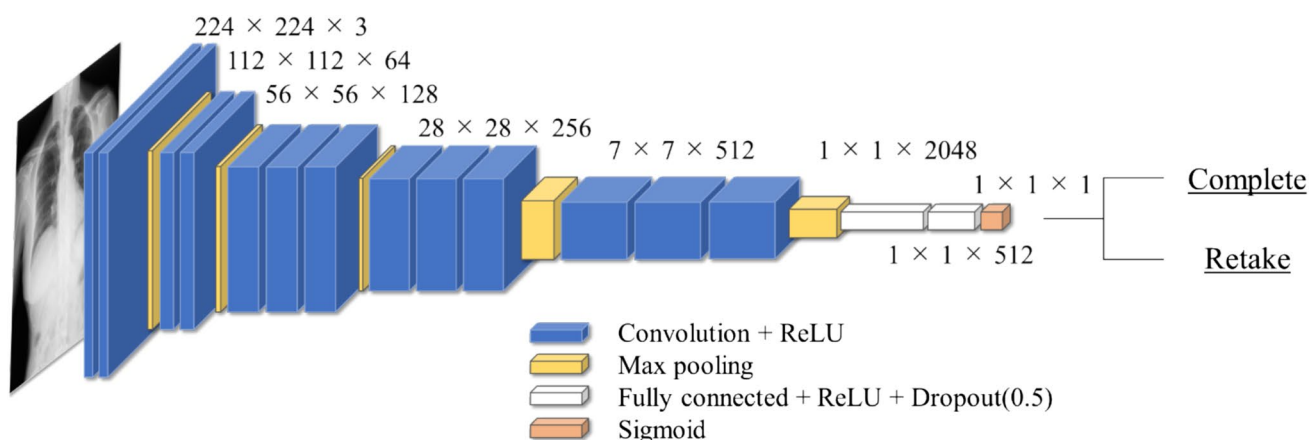 224 × 224 × 3
112 × 112 × 64
56 × 56 × 128
28 × 28 × 256
7 × 7 × 512
1 × 1 × 2048
1 × 1 × 1
1 × 1 × 512
Complete
Retake
Convolution + ReLU
Max pooling
Fully connected + ReLU + Dropout(0.5)
Sigmoid